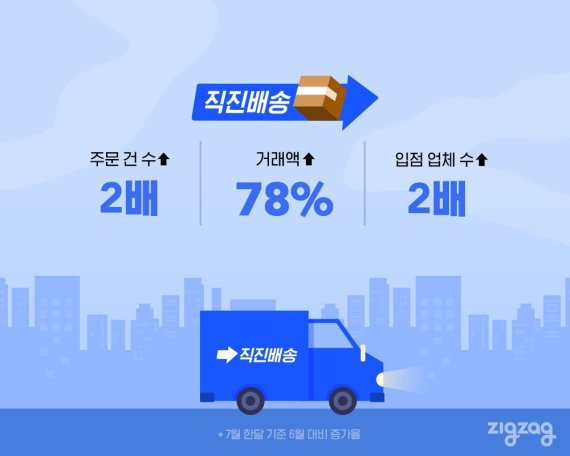 직진배송
주문 건 수⬆ 거래액⬆ 입점 업체 수⬆
2배 78% 2배
➡직진배송
* 7월 한달 기준 6월 대비 증가율
zigzag